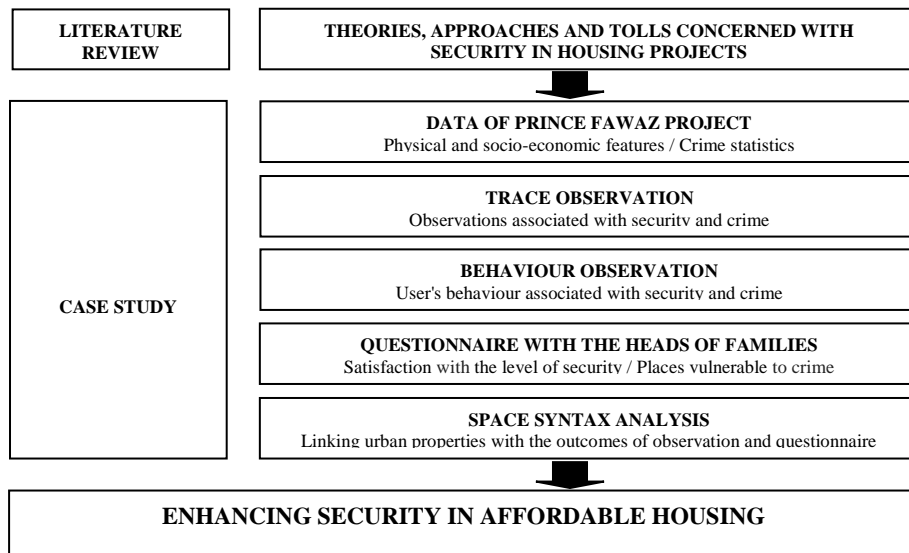 LITERATURE
REVIEW
THEORIES, APPROACHES AND TOLLS CONCERNED WITH
SECURITY IN HOUSING PROJECTS
CASE STUDY
DATA OF PRINCE FAWAZ PROJECT
Physical and socio-economic features / Crime statistics
TRACE OBSERVATION
Observations associated with security and crime
BEHAVIOUR OBSERVATION
User's behaviour associated with security and crime
QUESTIONNAIRE WITH THE HEADS OF FAMILIES
Satisfaction with the level of security / Places vulnerable to crime
SPACE SYNTAX ANALYSIS
Linking urban properties with the outcomes of observation and questionnaire
ENHANCING SECURITY IN AFFORDABLE HOUSING